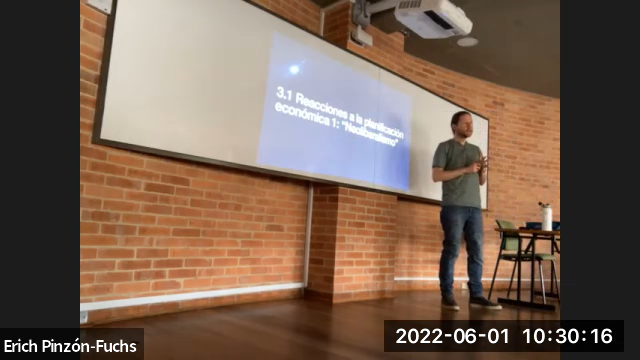 3.1 Reacciones a la planificación
económica 1: "Neoliberalismo"
Erich Pinzón-Fuchs
2022-06-01 10:30:16